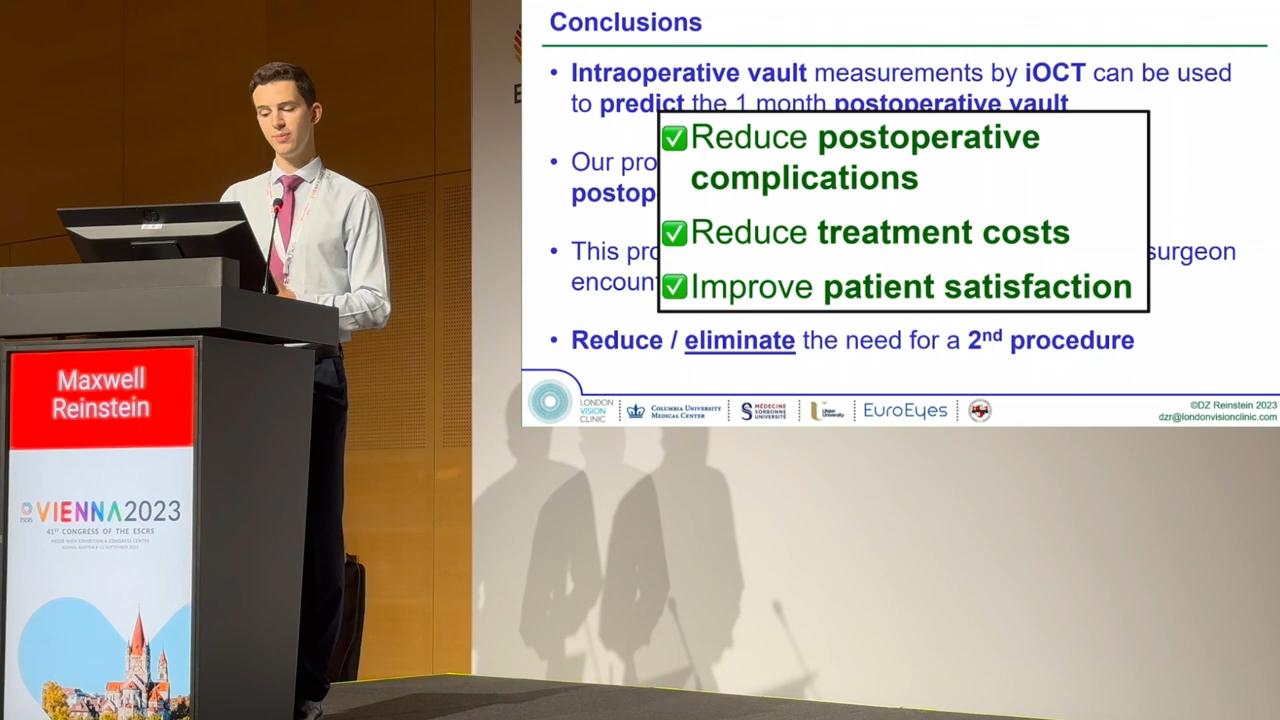 Conclusions
• Intraoperative vault measurements by iOCT can be used
to predict the 1 month postoperative vault
• Our pro
postop
• This pro
surgeon
encoun
✅Reduce postoperative
complications
✅Reduce treatment costs
✅Improve patient satisfaction
• Reduce / eliminate the need for a 2nd procedure
LONDON
VISION
CLINIC
COLUMBIA UNIVERSITY
MEDICAL CENTER
MÉDECINE
SORBONNE
UNIVERSITÉ
Ulster
University
EuroEyes
©DZ Reinstein 2023
dzr@londonvisionclinic.com
Maxwell
Reinstein
ESCRS
VIENNA2023
41ST CONGRESS OF THE ESCRS